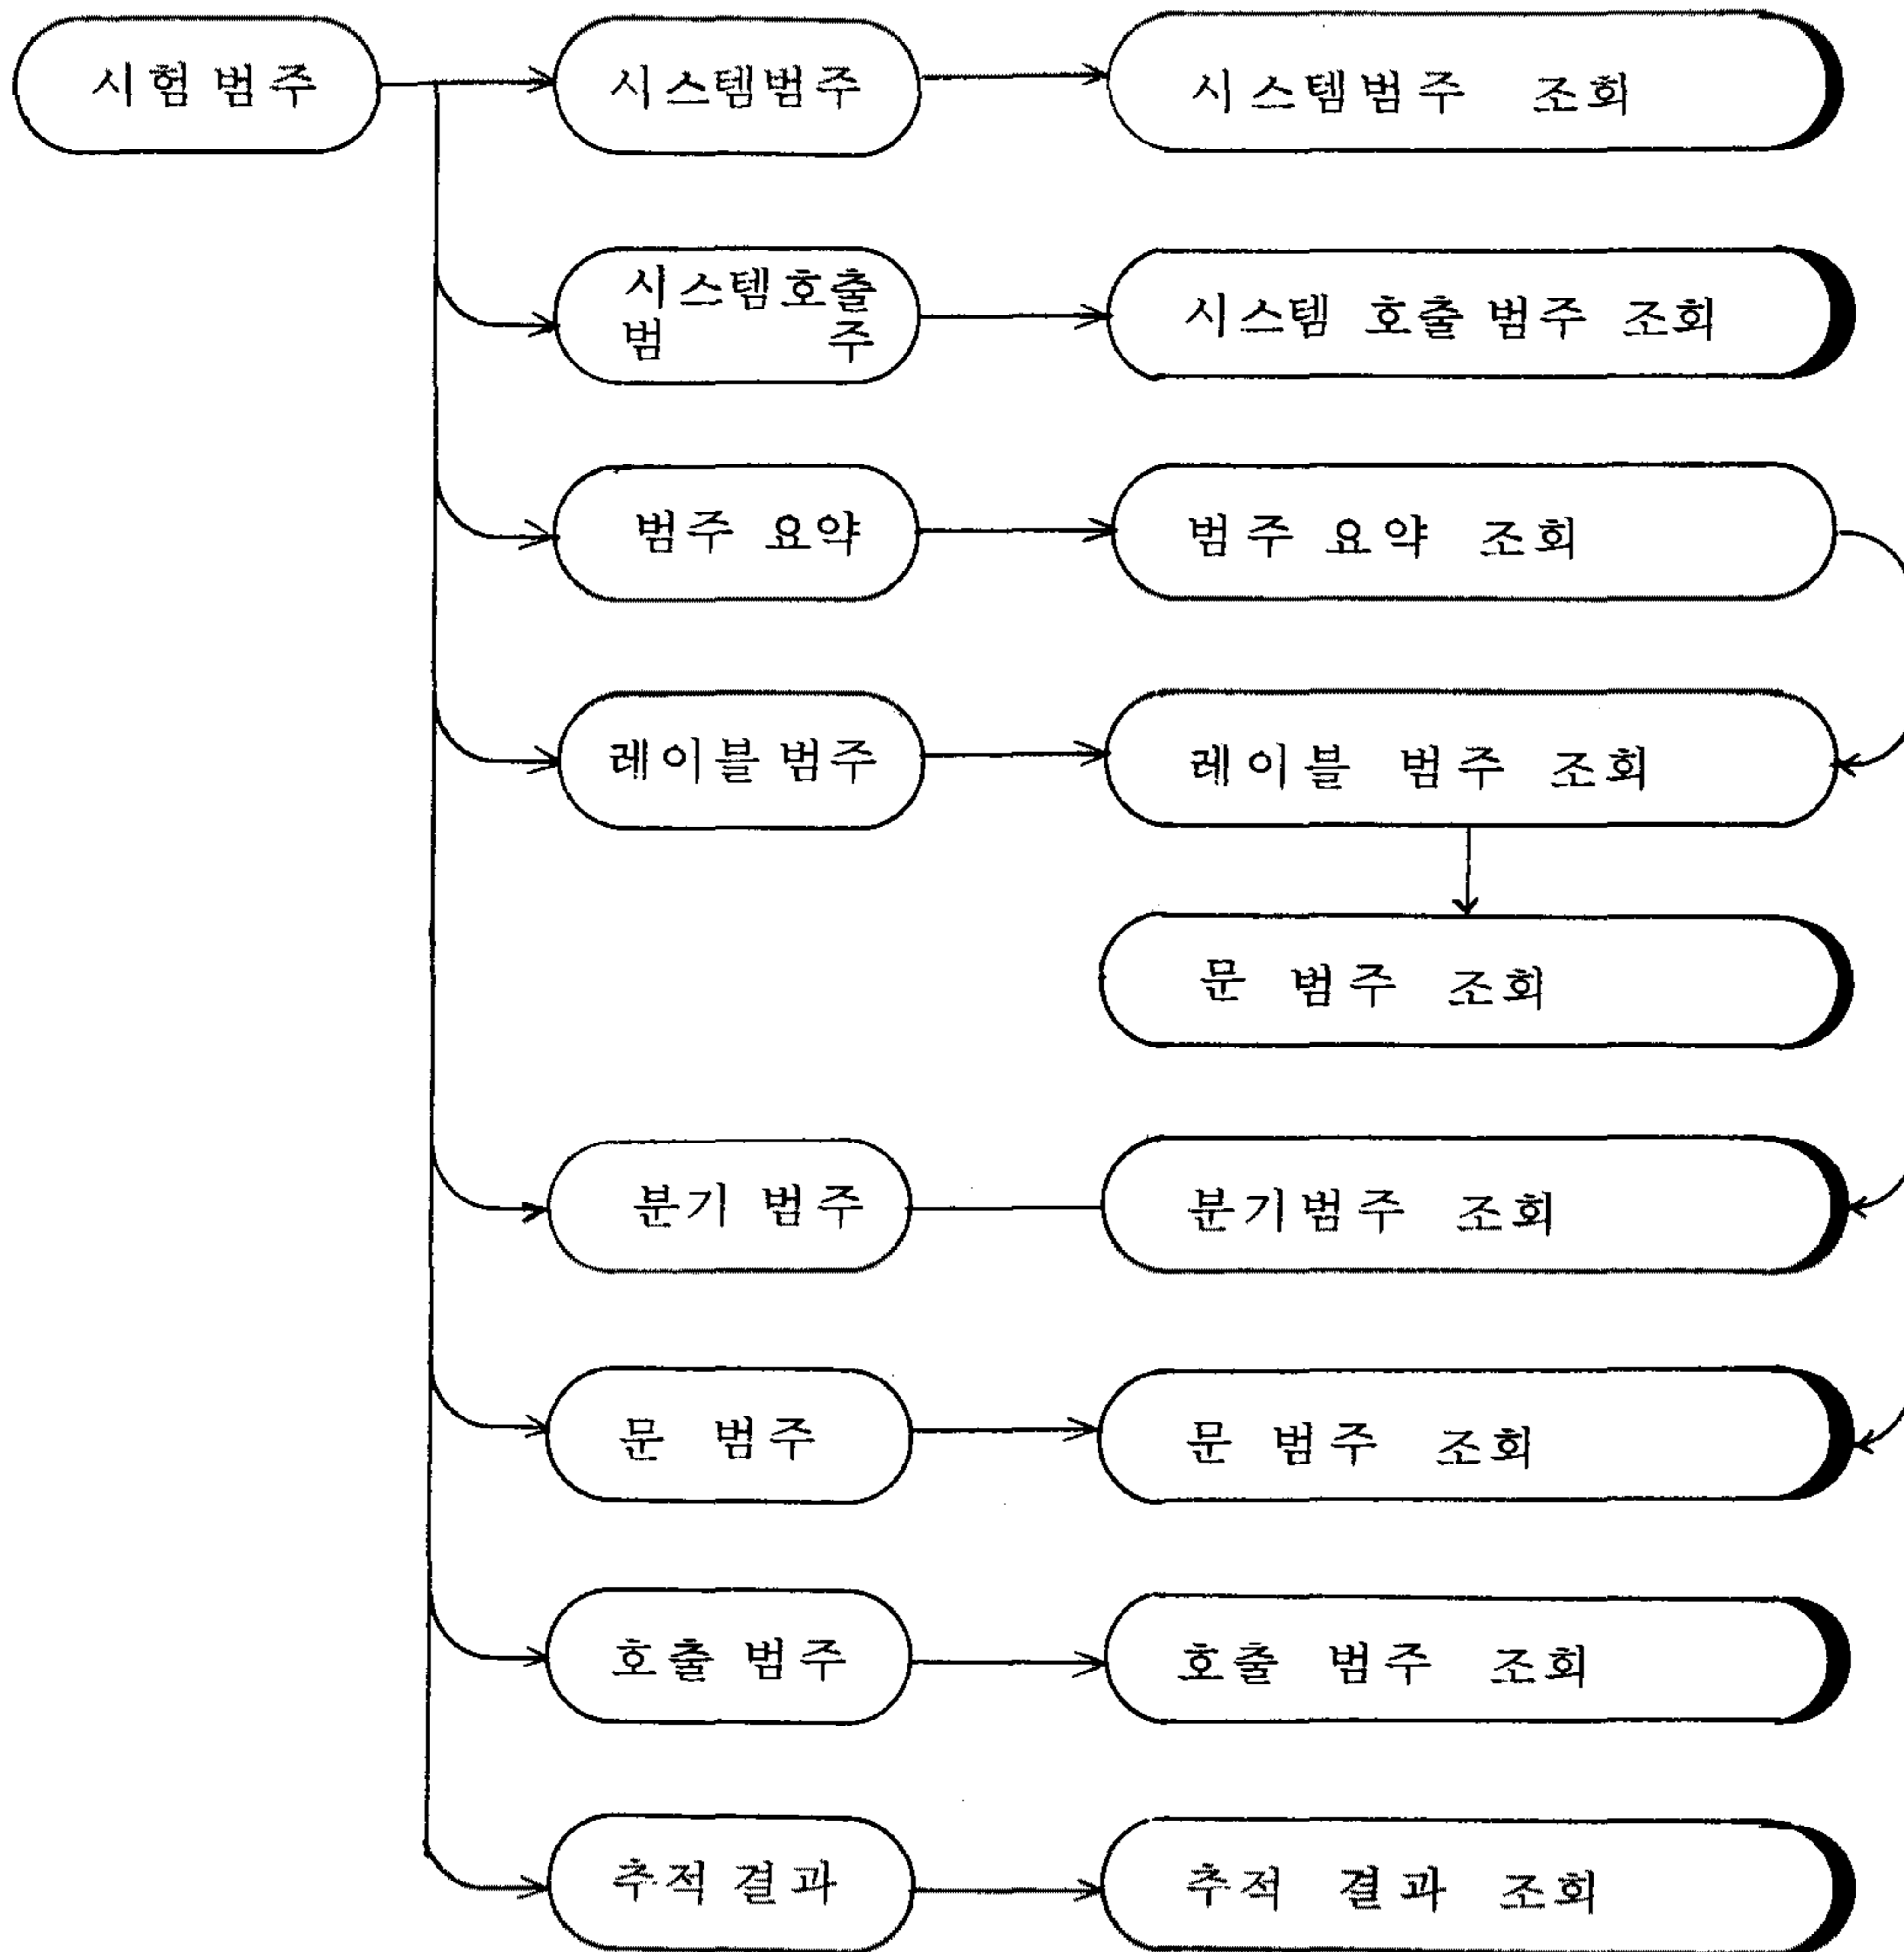 시험 범주
시스템범주
시스템범주 조회
시스템호출
범 주
시스템 호출 범주 조회
범주 요약
범주 요약 조회
레이블 범주
레이블 범주 조회
문 범주 조회
분기 범주
분기범주 조회
문 범주
문 범주 조회
호출 범주
호출 범주 조회
추적 결과
추적 결과 조회